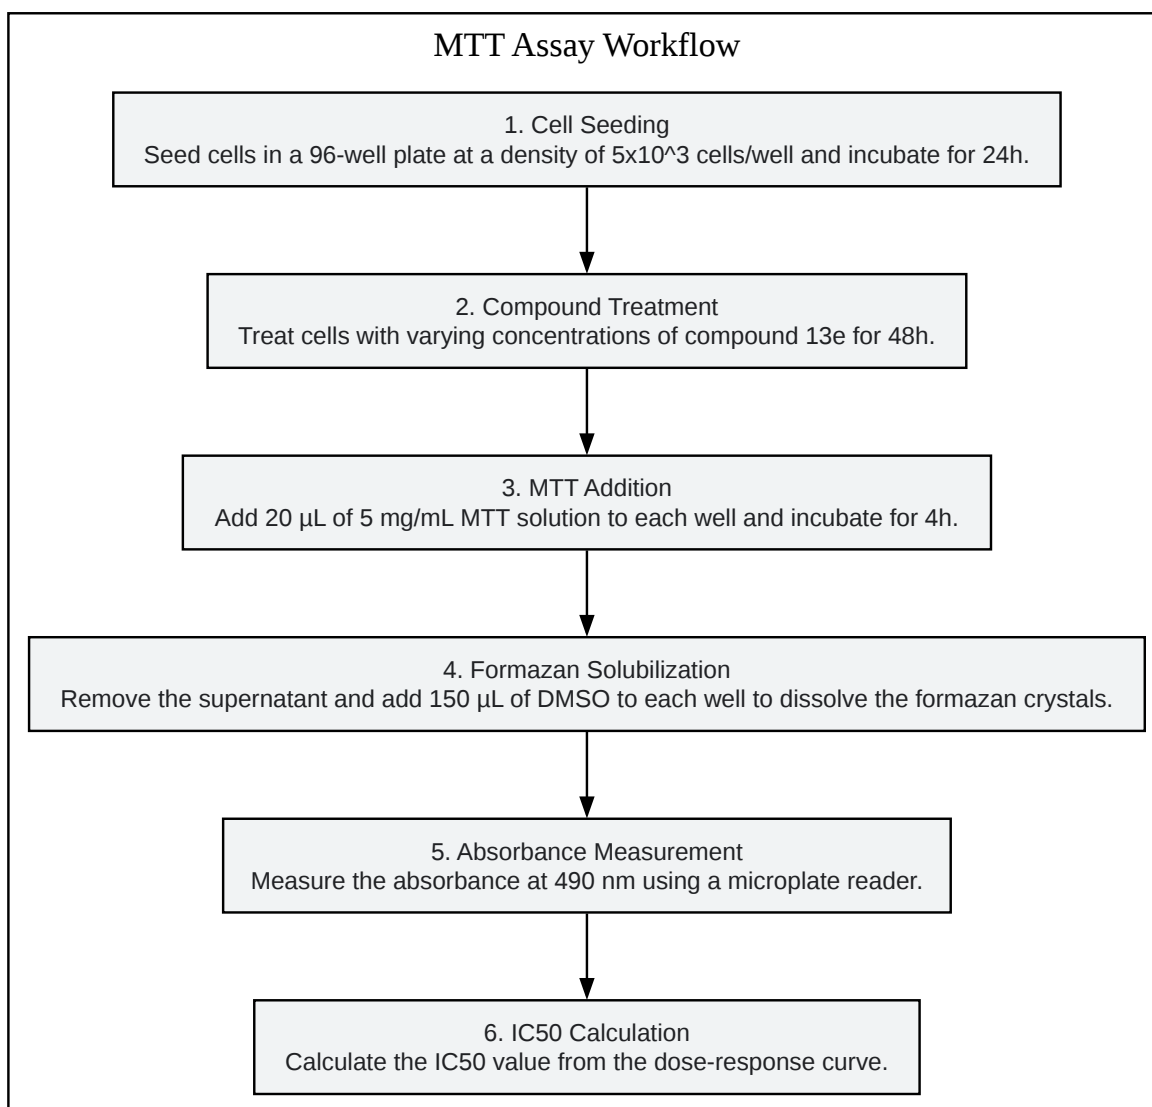 MTT Assay Workflow
1. Cell Seeding
Seed cells in a 96-well plate at a density of 5x10^3 cells/well and incubate for 24h.
2. Compound Treatment
Treat cells with varying concentrations of compound 13e for 48h.
3. MTT Addition
Add 20 µL of 5 mg/mL MTT solution to each well and incubate for 4h.
4. Formazan Solubilization
Remove the supernatant and add 150 µL of DMSO to each well to dissolve the formazan crystals.
5. Absorbance Measurement
Measure the absorbance at 490 nm using a microplate reader.
6. IC50 Calculation
Calculate the IC50 value from the dose-response curve.